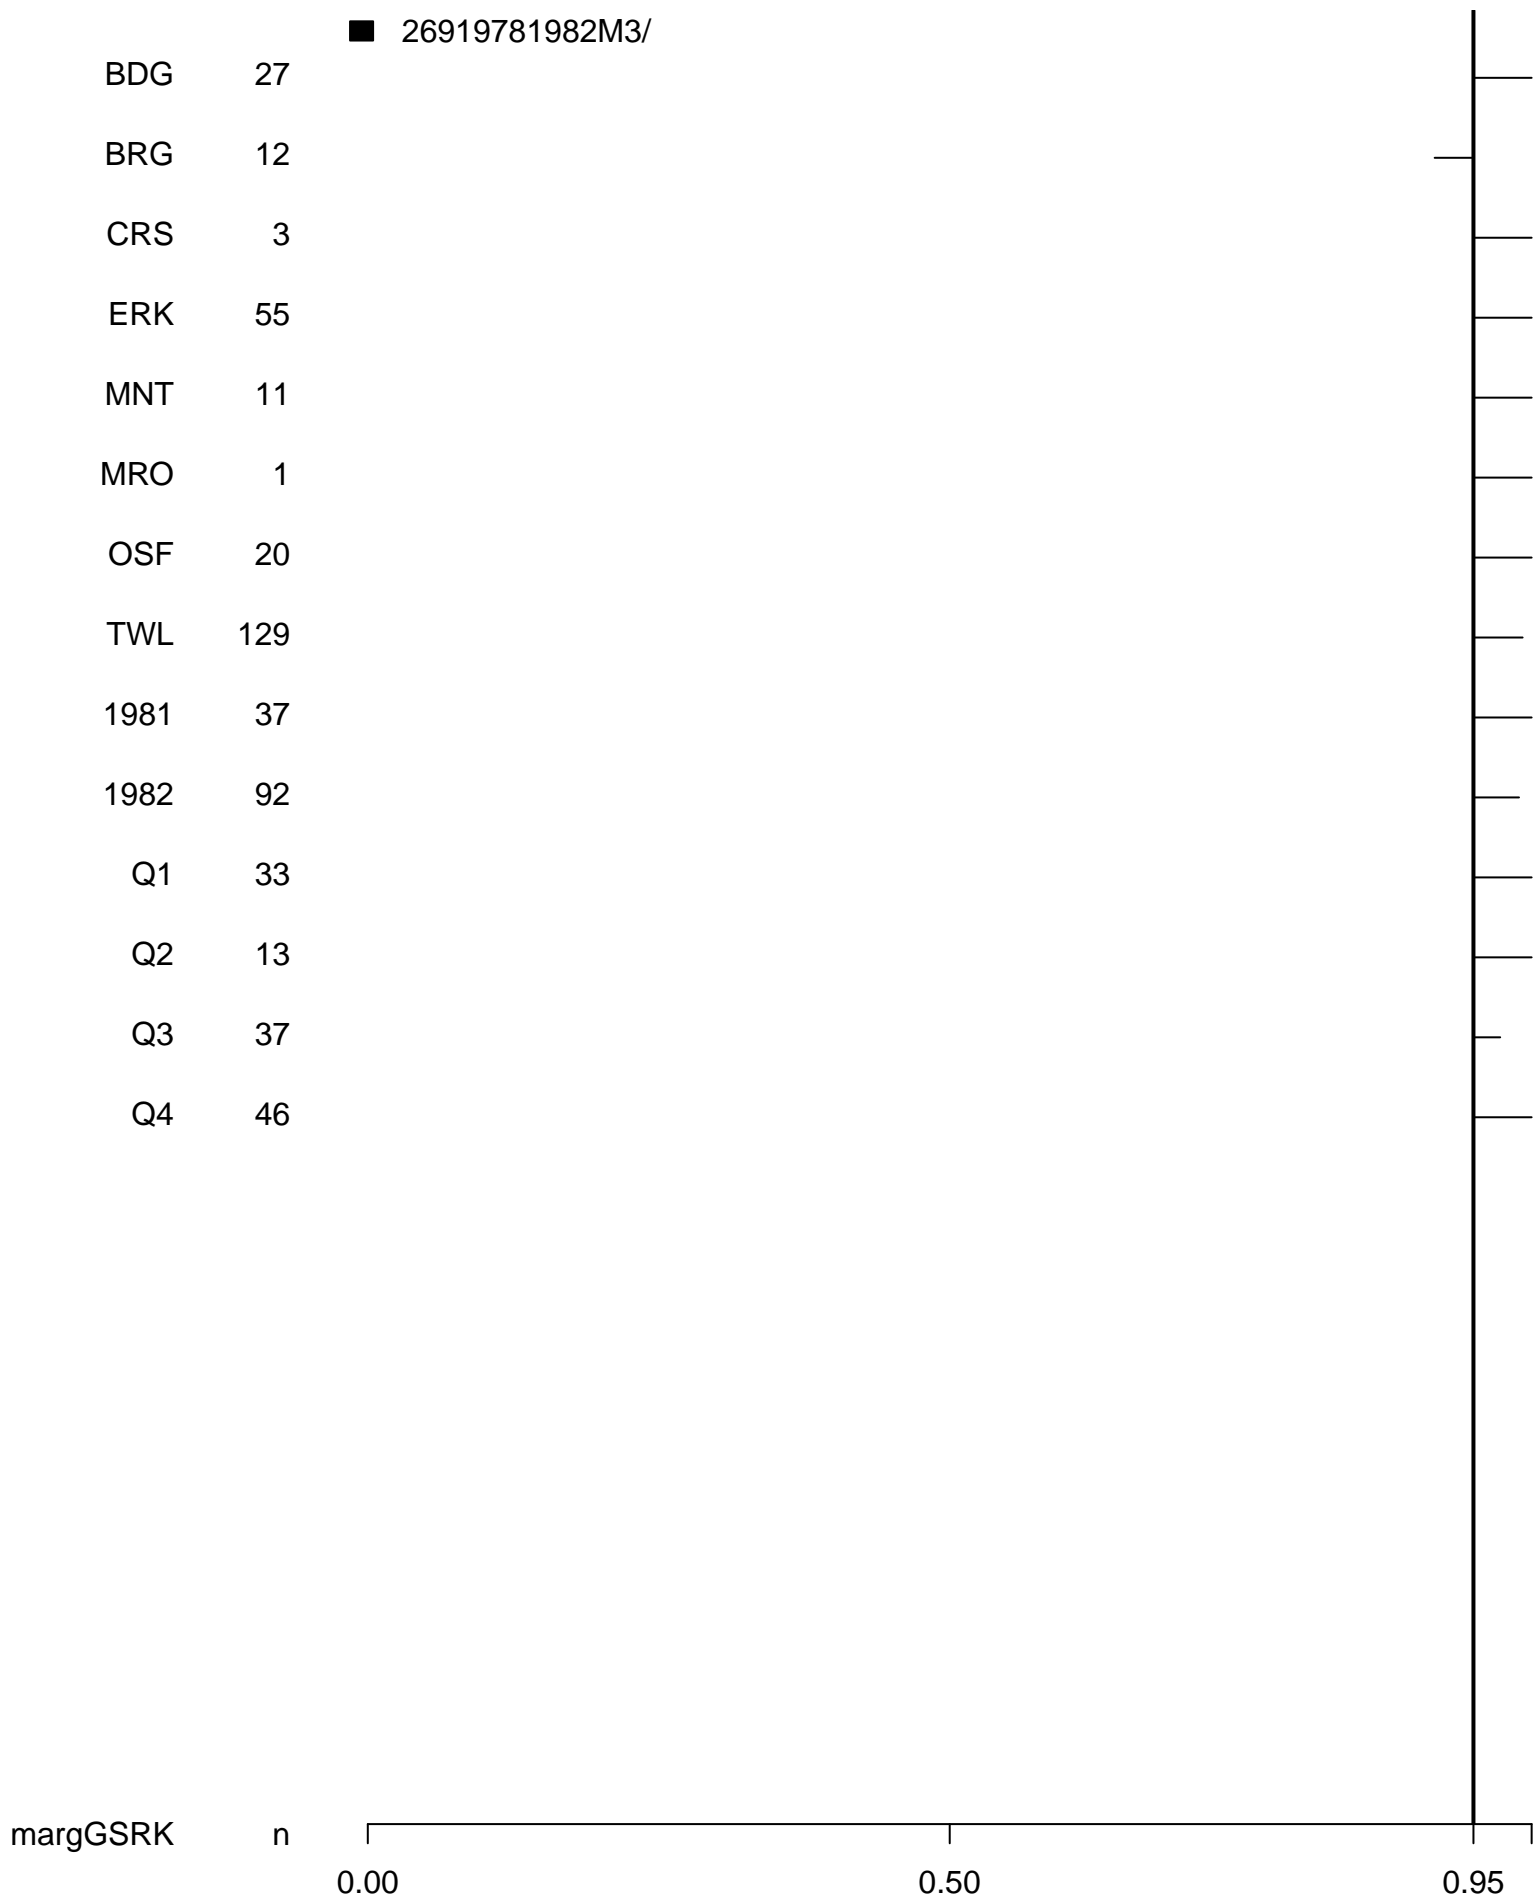 26919781982M3/
BDG 27
BRG 12
CRS 3
ERK 55
MNT 11
MRO 1
OSF 20
TWL 129
1981 37
1982 92
Q1 33
Q2 13
Q3 37
Q4 46
margGSRK n
0.00 0.50 0.95